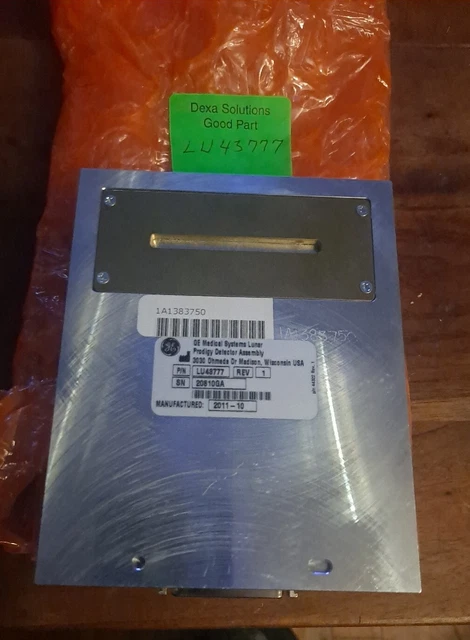 Dexa Solutions
Good Part
LU43777
1A1383750
GE Medical Systems Lunar
Prodigy Detector Assembly
3030 Ohmeda Dr Madison, Wisconsin USA
P/N LU43777 REV 1
SN 20810GA
MANUFACTURED: 2011-10